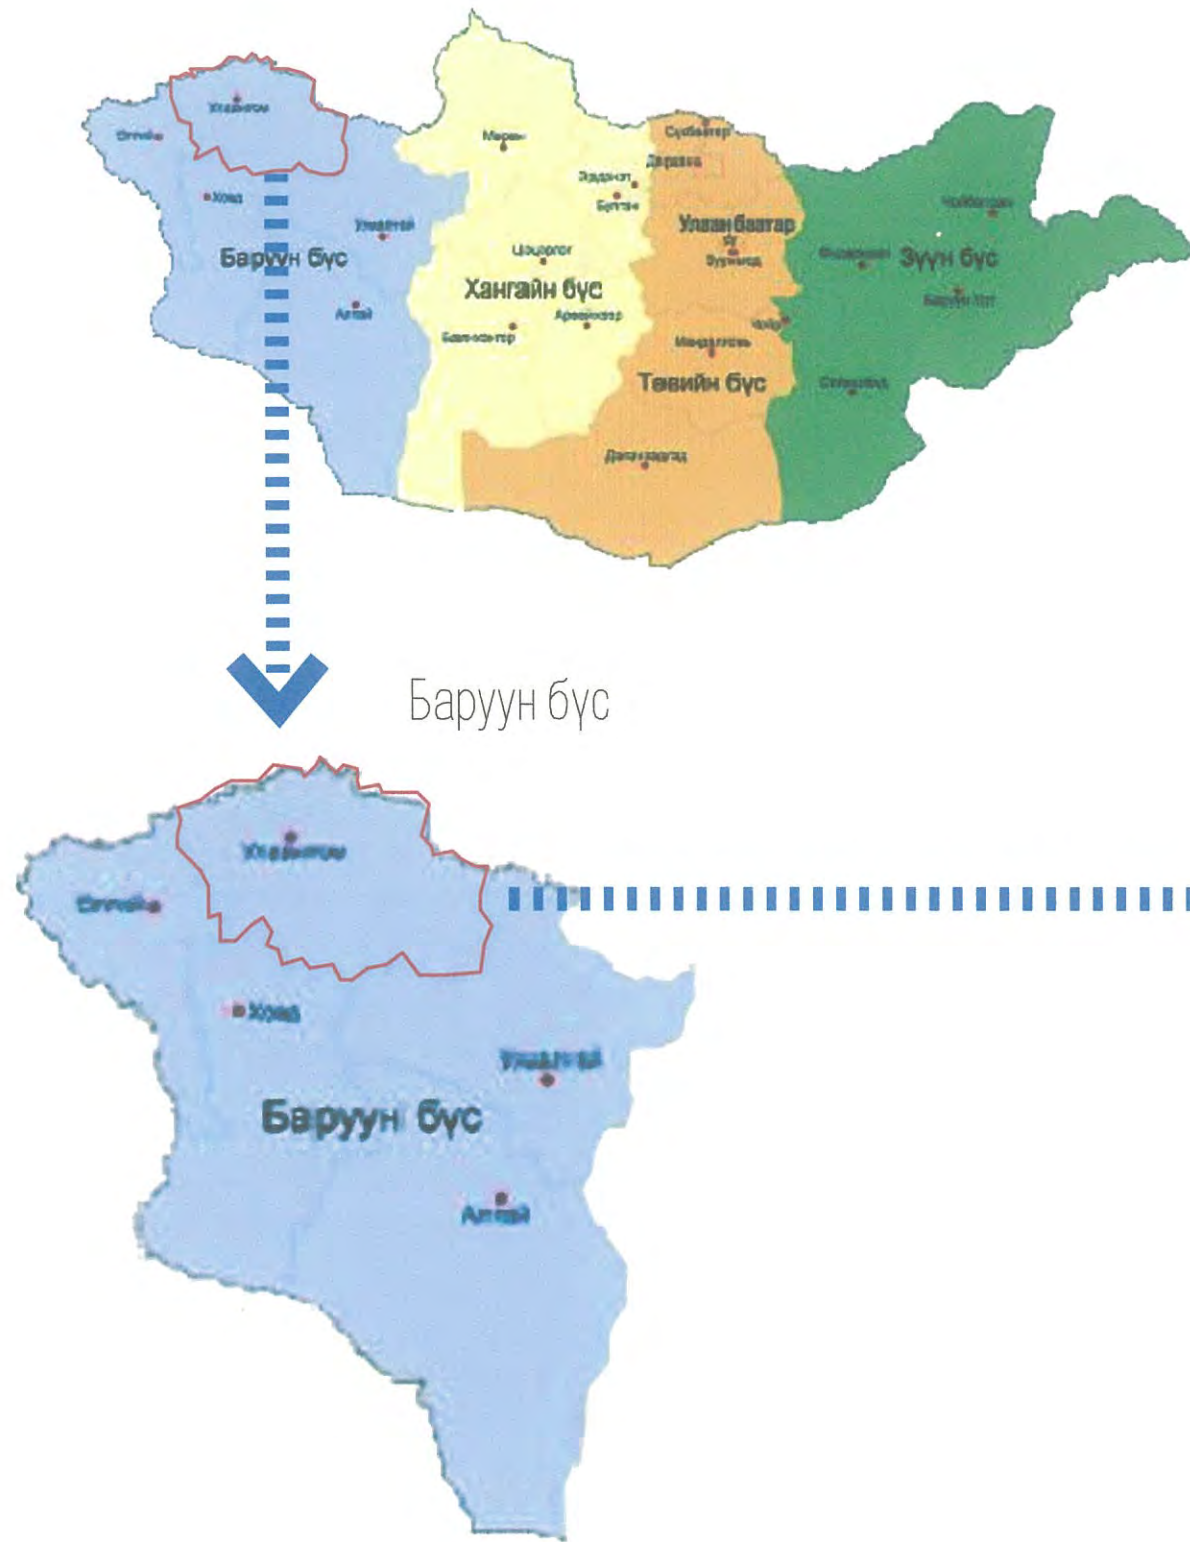 Улаангом
Өлгий
Мөрөн
Сүхбаатар
Дархан
Эрдэнэт
Булган
Ховд
Чойбалсан
Улиастай
Улаанбаатар
Баруун бүс
Цэцэрлэг
Зуунмод
Зүүн бүс
Хангайн бүс
Баруун-Урт
Алтай
Арвайхээр
Чойр
Баянхонгор
Мандалговь
Төвийн бүс
Сайншанд
Даланзадгад
Баруун бүс
Улаангом
Өлгий
Ховд
Улиастай
Баруун бүс
Алтай